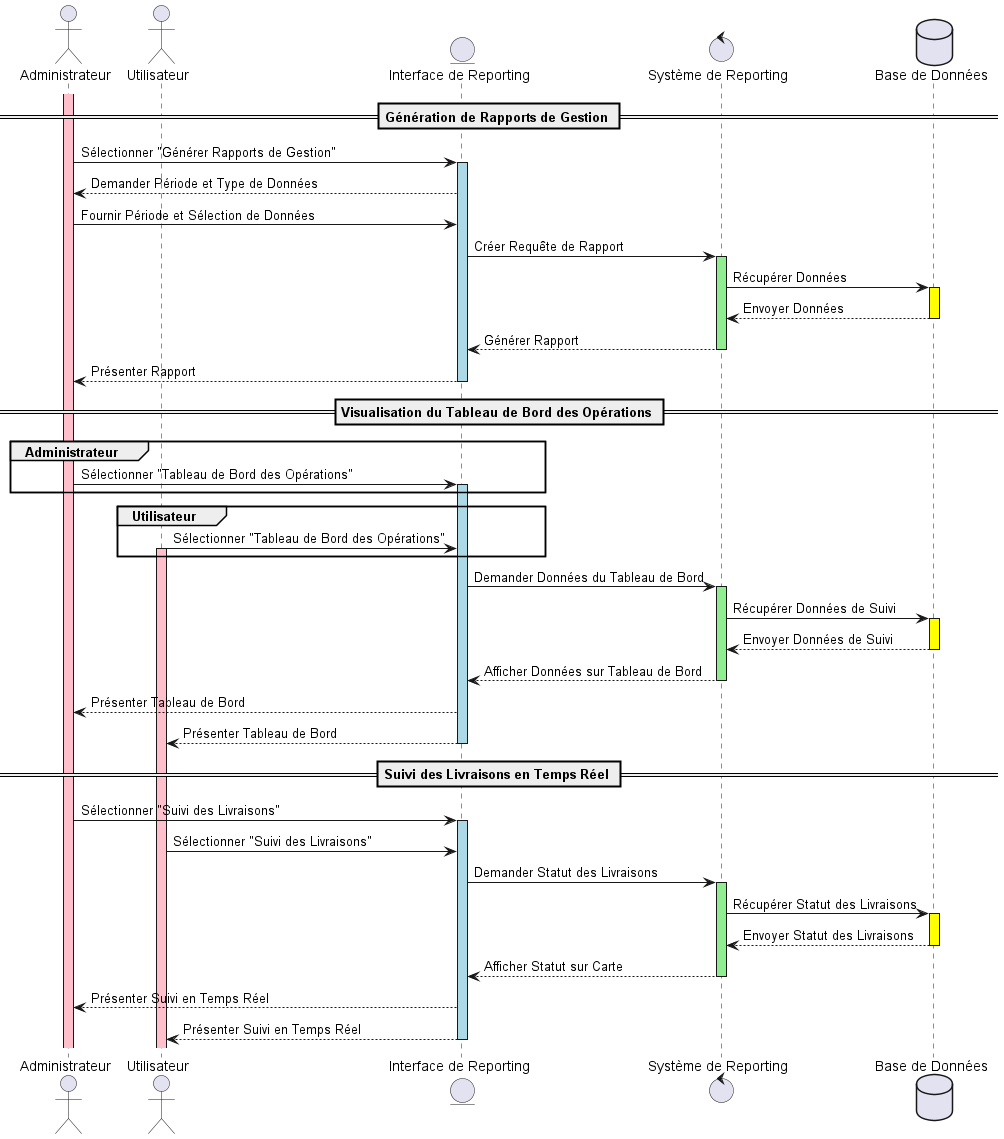 Administrateur
Utilisateur
Interface de Reporting
Système de Reporting
Base de Données
Génération de Rapports de Gestion
Sélectionner "Générer Rapports de Gestion"
Demander Période et Type de Données
Fournir Période et Sélection de Données
Créer Requête de Rapport
Récupérer Données
Envoyer Données
Générer Rapport
Présenter Rapport
Visualisation du Tableau de Bord des Opérations
Administrateur
Sélectionner "Tableau de Bord des Opérations"
Utilisateur
Sélectionner "Tableau de Bord des Opérations"
Demander Données du Tableau de Bord
Récupérer Données de Suivi
Envoyer Données de Suivi
Afficher Données sur Tableau de Bord
Présenter Tableau de Bord
Présenter Tableau de Bord
Suivi des Livraisons en Temps Réel
Sélectionner "Suivi des Livraisons"
Sélectionner "Suivi des Livraisons"
Demander Statut des Livraisons
Récupérer Statut des Livraisons
Envoyer Statut des Livraisons
Afficher Statut sur Carte
Présenter Suivi en Temps Réel
Présenter Suivi en Temps Réel
Administrateur
Utilisateur
Interface de Reporting
Système de Reporting
Base de Données